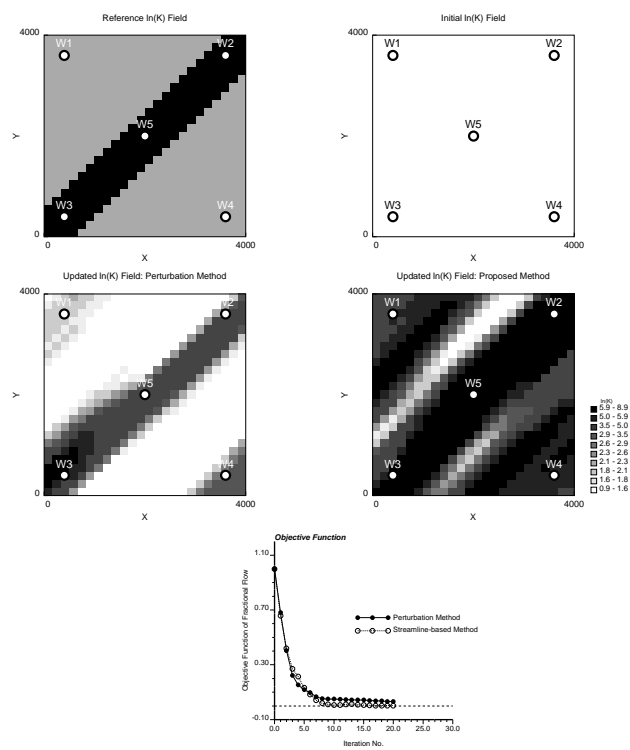 Reference ln(K) Field
4000
W1
W2
W5
W3
W4
Y
0
X
4000
Initial ln(K) Field
4000
W1
W2
W5
W3
W4
Y
0
X
4000
Updated ln(K) Field: Perturbation Method
4000
W1
W2
W5
W3
W4
Y
0
X
4000
Updated ln(K) Field: Proposed Method
4000
W1
W2
W5
W3
W4
Y
0
X
4000
ln(K)
5.9 - 8.9
5.0 - 5.9
3.5 - 5.0
2.9 - 3.5
2.6 - 2.9
2.3 - 2.6
2.1 - 2.3
1.8 - 2.1
1.6 - 1.8
0.9 - 1.6
Objective Function
Objective Function of Fractional Flow
1.10
0.70
0.30
-0.10
0.0
5.0
10.0
15.0
20.0
25.0
30.0
Iteration No.
Perturbation Method
Streamline-based Method